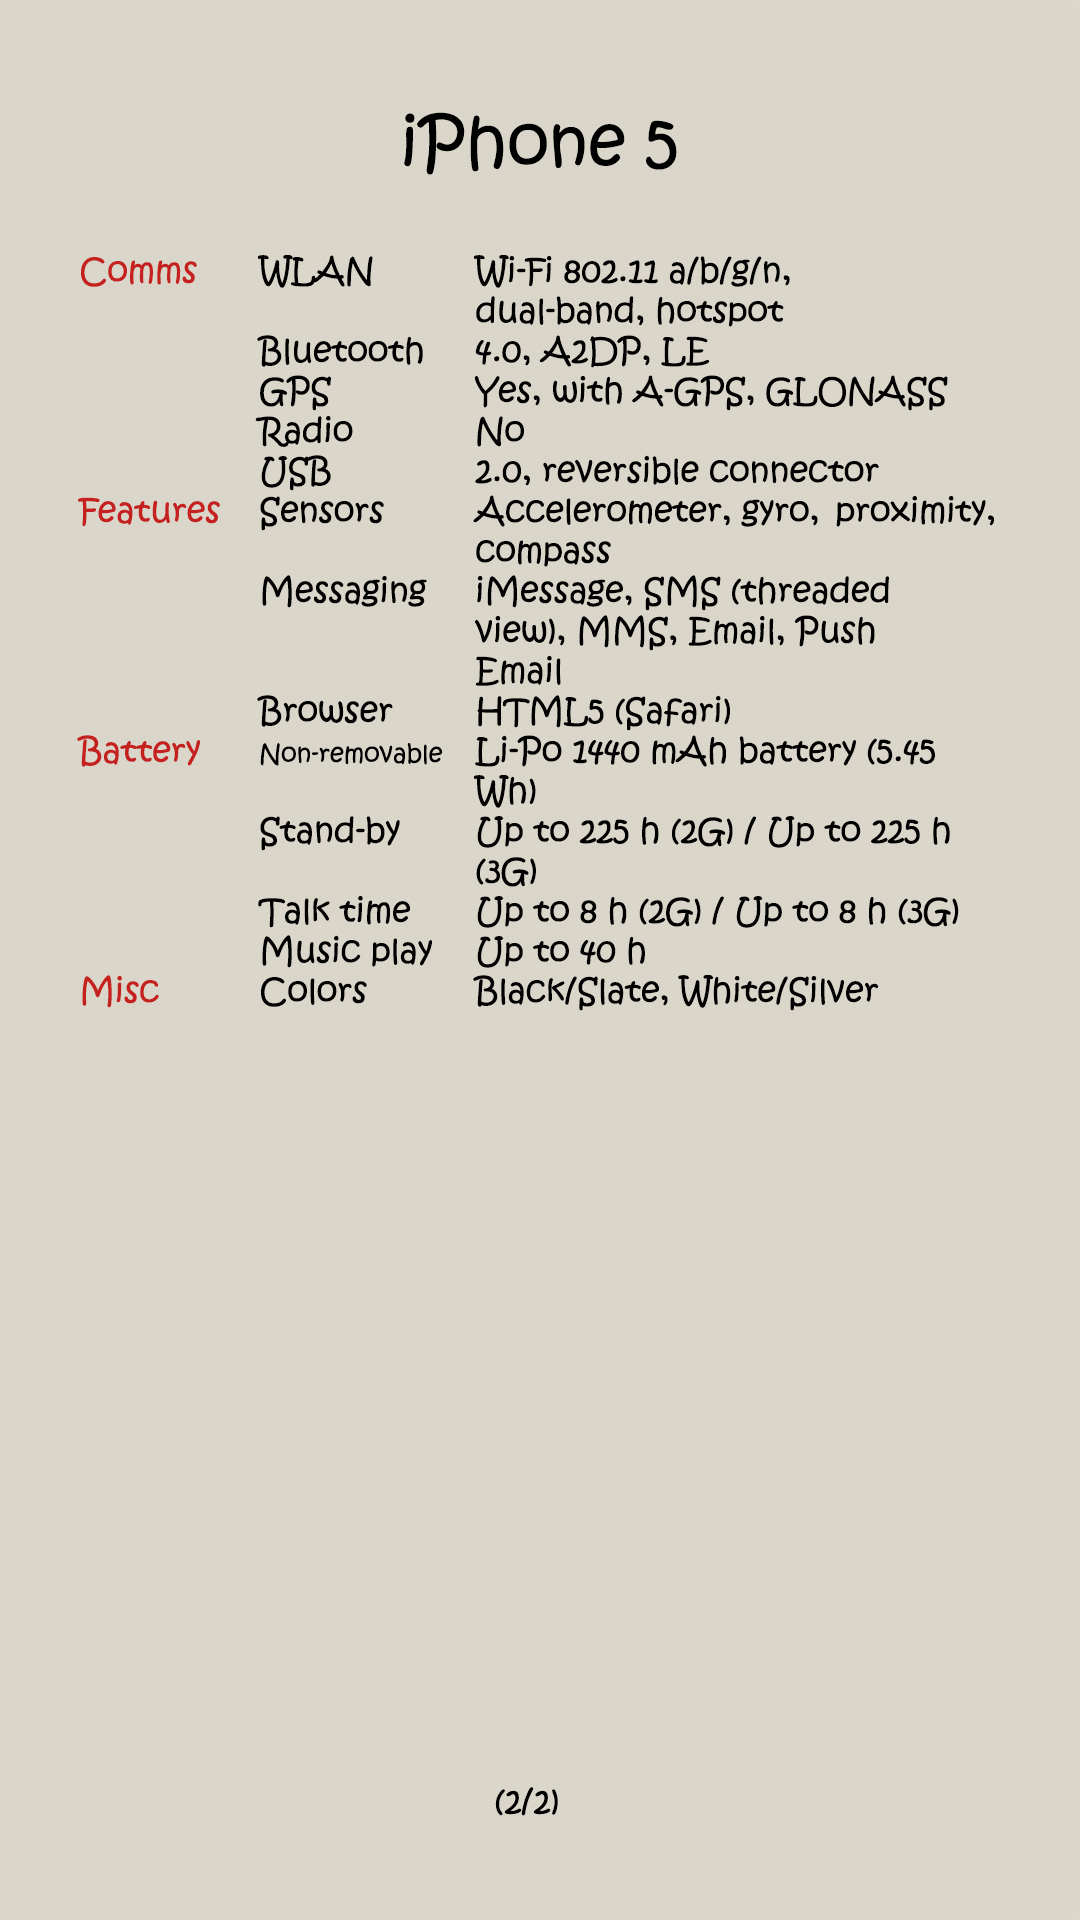 iPhone 5
Comms WLAN Wi-Fi 802.11 a/b/g/n,
dual-band, hotspot
Bluetooth 4.0, A2DP, LE
GPS Yes, with A-GPS, GLONASS
Radio No
USB 2.0, reversible connector
Features Sensors Accelerometer, gyro, proximity,
compass
Messaging iMessage, SMS (threaded
view), MMS, Email, Push
Email
Browser HTML5 (Safari)
Battery Non-removable Li-Po 1440 mAh battery (5.45
Wh)
Stand-by Up to 225 h (2G) / Up to 225 h
(3G)
Talk time Up to 8 h (2G) / Up to 8 h (3G)
Music play Up to 40 h
Misc Colors Black/Slate, White/Silver
(2/2)